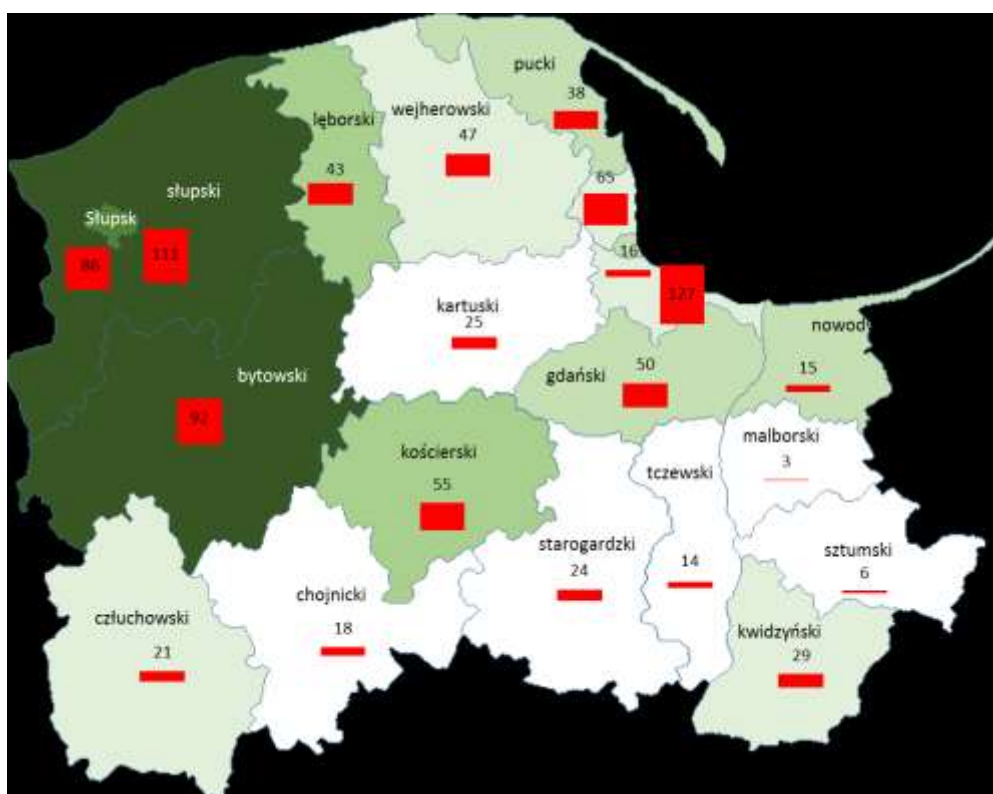 pucki
38
lęborski
43
wejherowski
47
65
słupski
Słupsk
86
111
16
127
kartuski
25
nowod
15
gdański
50
bytowski
92
malborski
3
kościerski
55
tczewski
14
starogardzki
24
sztumski
6
chojnicki
18
człuchowski
21
kwidzyński
29